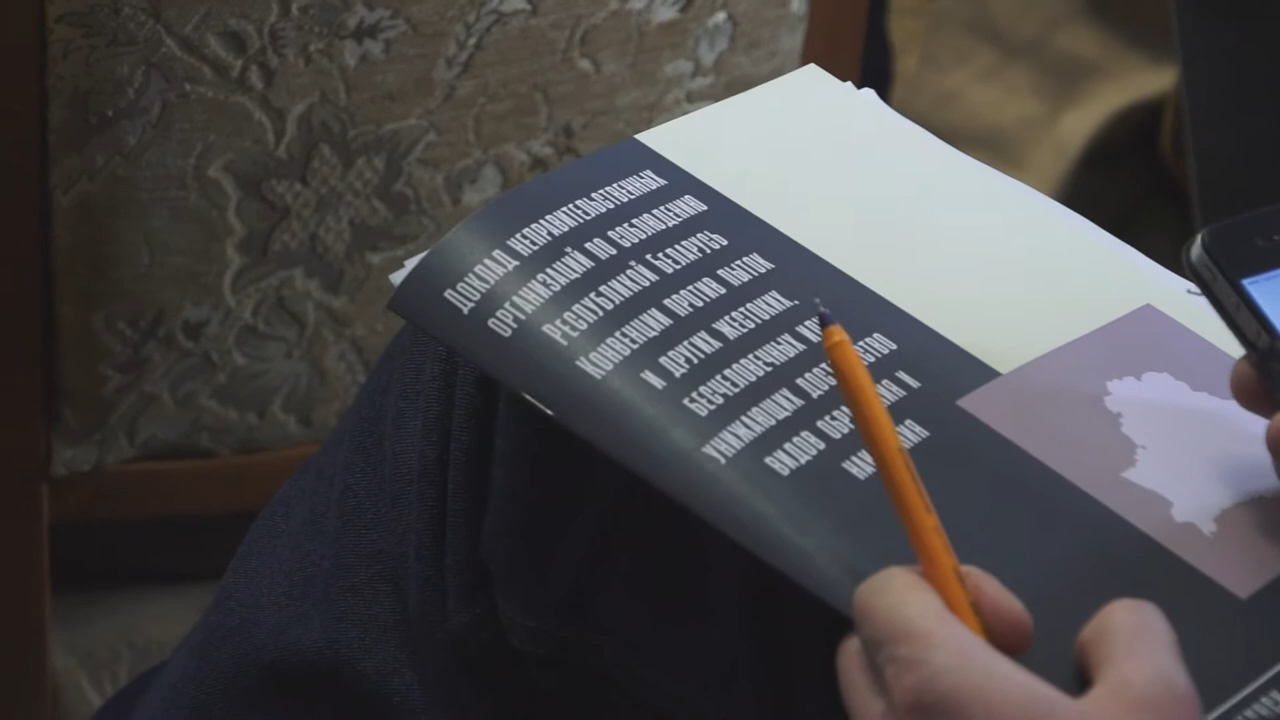 Доклад неправительственных
организаций по соблюдению
Республикой Беларусь
Конвенции против пыток
и других жестоких,
бесчеловечных
унижающих
видов